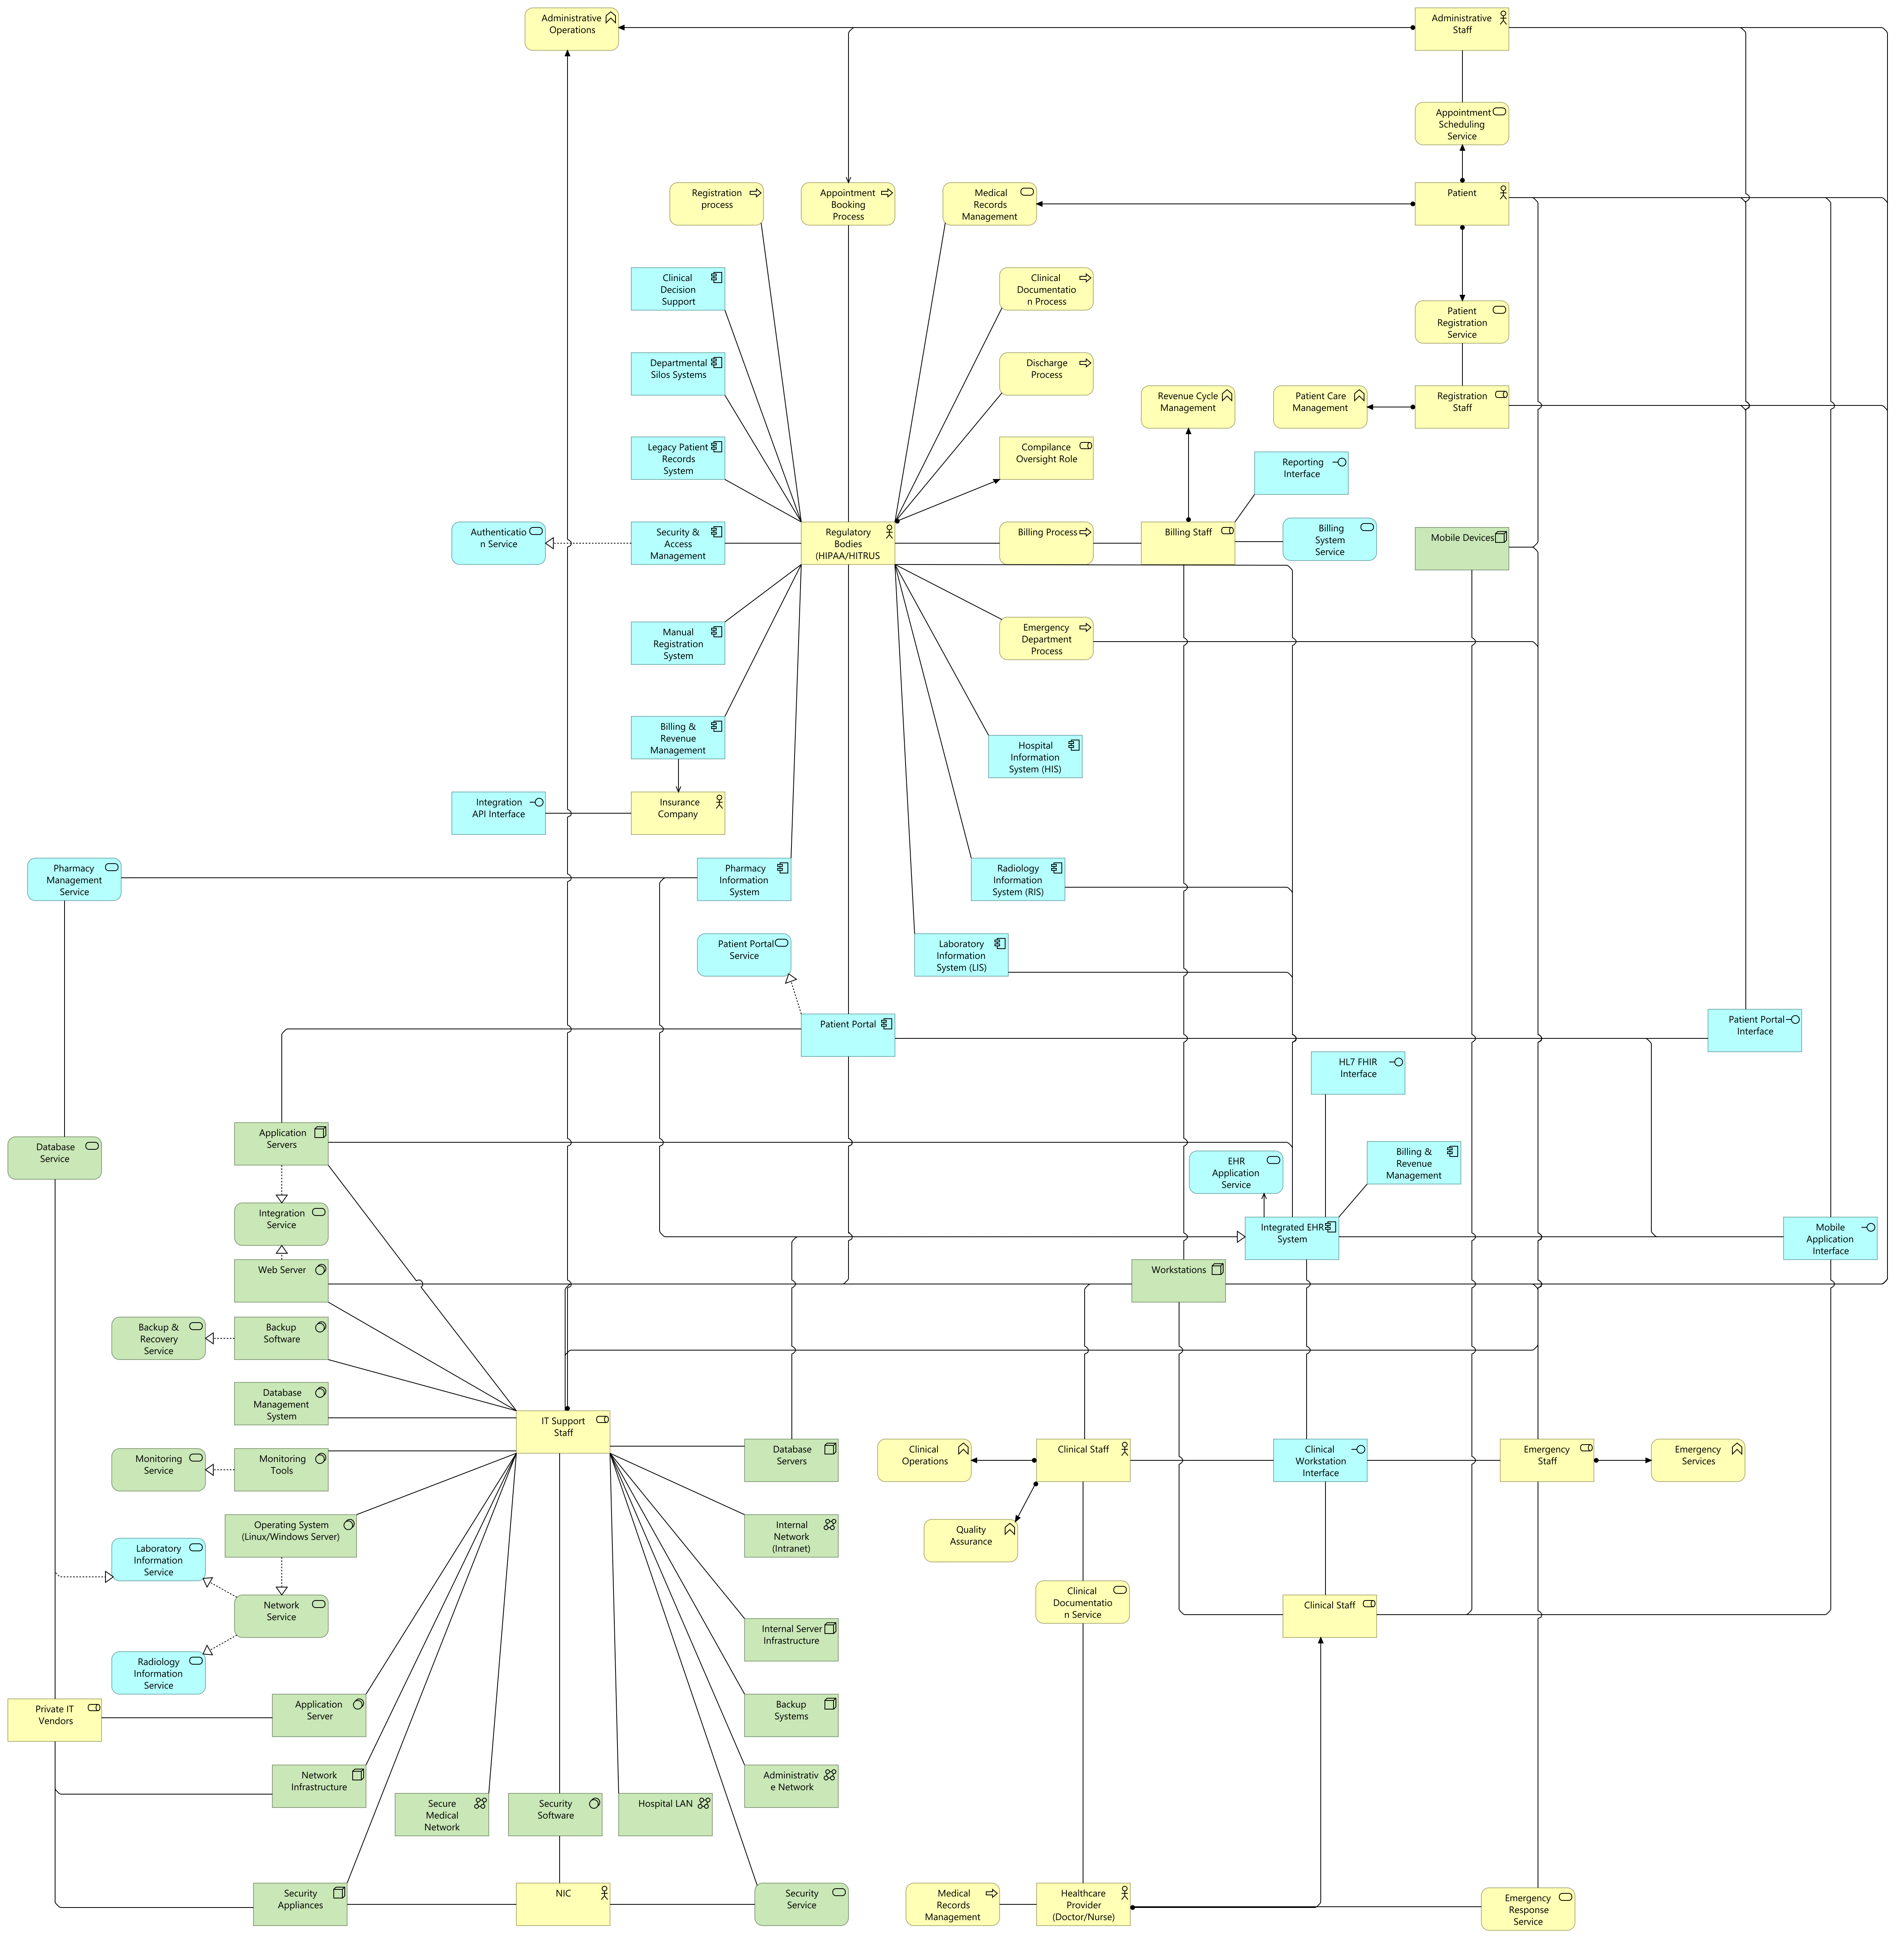 Administrative
Operations
Administrative
Staff
Appointment
Scheduling
Service
Registration
process
Appointment
Booking
Process
Medical
Records
Management
Patient
Clinical
Decision
Support
Clinical
Documentatio
n Process
Patient
Registration
Service
Departmental
Silos Systems
Discharge
Process
Revenue Cycle
Management
Patient Care
Management
Registration
Staff
Legacy Patient
Records
System
Compilance
Oversight Role
Reporting
Interface
Authenticatio
n Service
Security &
Access
Management
Regulatory
Bodies
(HIPAA/HITRUS
Billing Process
Billing Staff
Billing
System
Service
Mobile Devices
Manual
Registration
System
Emergency
Department
Process
Billing &
Revenue
Management
Hospital
Information
System (HIS)
Integration
API Interface
Insurance
Company
Pharmacy
Management
Service
Pharmacy
Information
System
Radiology
Information
System (RIS)
Patient Portal
Service
Laboratory
Information
System (LIS)
Patient Portal
Patient Portal
Interface
HL7 FHIR
Interface
Database
Service
Application
Servers
EHR
Application
Service
Billing &
Revenue
Management
Integration
Service
Integrated EHR
System
Mobile
Application
Interface
Web Server
Workstations
Backup &
Recovery
Service
Backup
Software
Database
Management
System
IT Support
Staff
Monitoring
Service
Monitoring
Tools
Database
Servers
Clinical
Operations
Clinical Staff
Clinical
Workstation
Interface
Emergency
Staff
Emergency
Services
Operating System
(Linux/Windows Server)
Internal
Network
(Intranet)
Quality
Assurance
Laboratory
Information
Service
Network
Service
Clinical
Documentatio
n Service
Clinical Staff
Internal Server
Infrastructure
Radiology
Information
Service
Private IT
Vendors
Application
Server
Backup
Systems
Network
Infrastructure
Administrativ
e Network
Secure
Medical
Network
Security
Software
Hospital LAN
Security
Appliances
NIC
Security
Service
Medical
Records
Management
Healthcare
Provider
(Doctor/Nurse)
Emergency
Response
Service